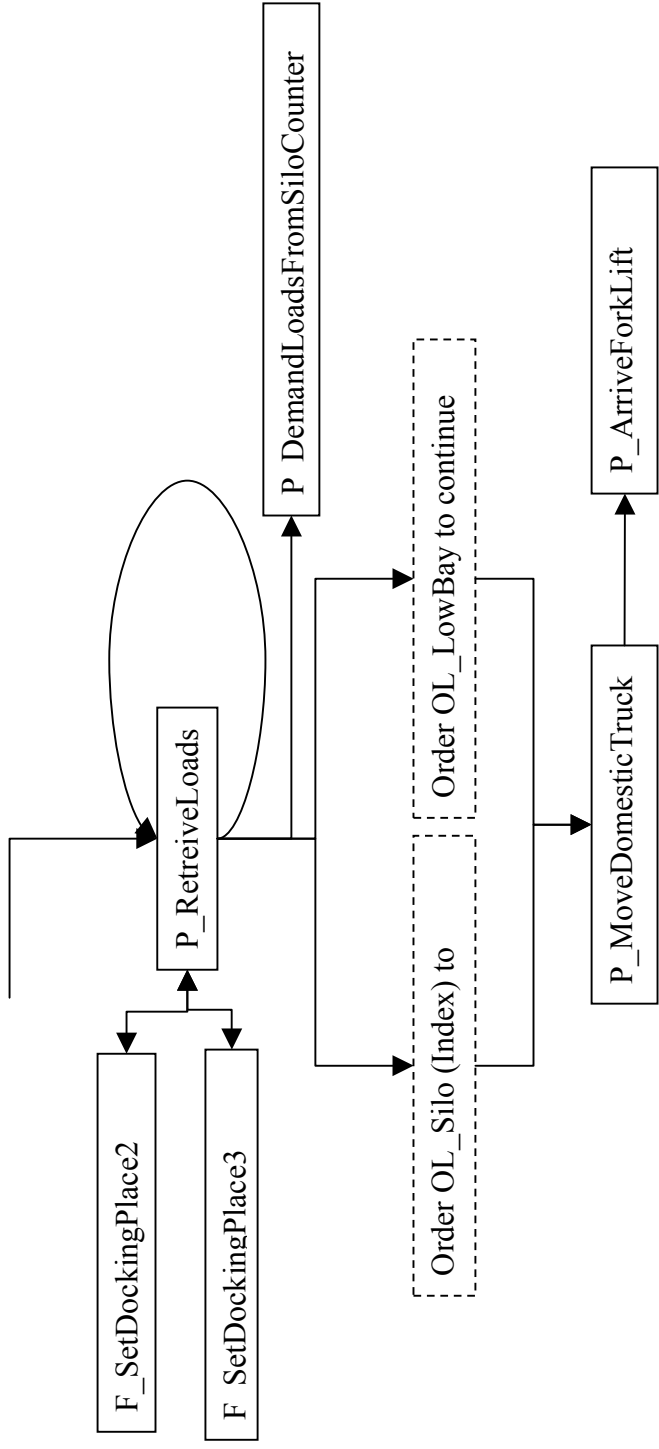 F_SetDockingPlace2
F_SetDockingPlace3
P_RetreiveLoads
P_DemandLoadsFromSiloCounter
Order OL_Silo (Index) to
Order OL_LowBay to continue
P_MoveDomesticTruck
P_ArriveForkLift